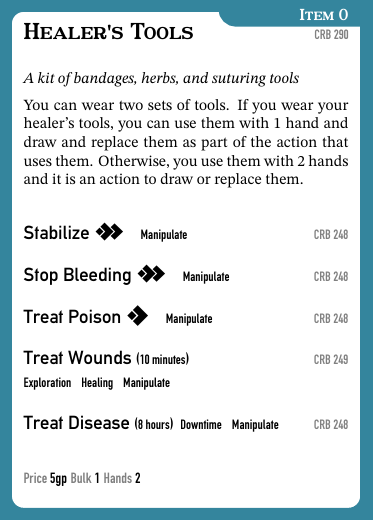 ITEM 0
HEALER'S TOOLS
CRB 290
A kit of bandages, herbs, and suturing tools
You can wear two sets of tools. If you wear your
healer's tools, you can use them with 1 hand and
draw and replace them as part of the action that
uses them. Otherwise, you use them with 2 hands
and it is an action to draw or replace them.
Stabilize Manipulate CRB 248
Stop Bleeding Manipulate CRB 248
Treat Poison Manipulate CRB 248
Treat Wounds (10 minutes) CRB 249
Exploration Healing Manipulate
Treat Disease (8 hours) Downtime Manipulate CRB 248
Price 5gp Bulk 1 Hands 2